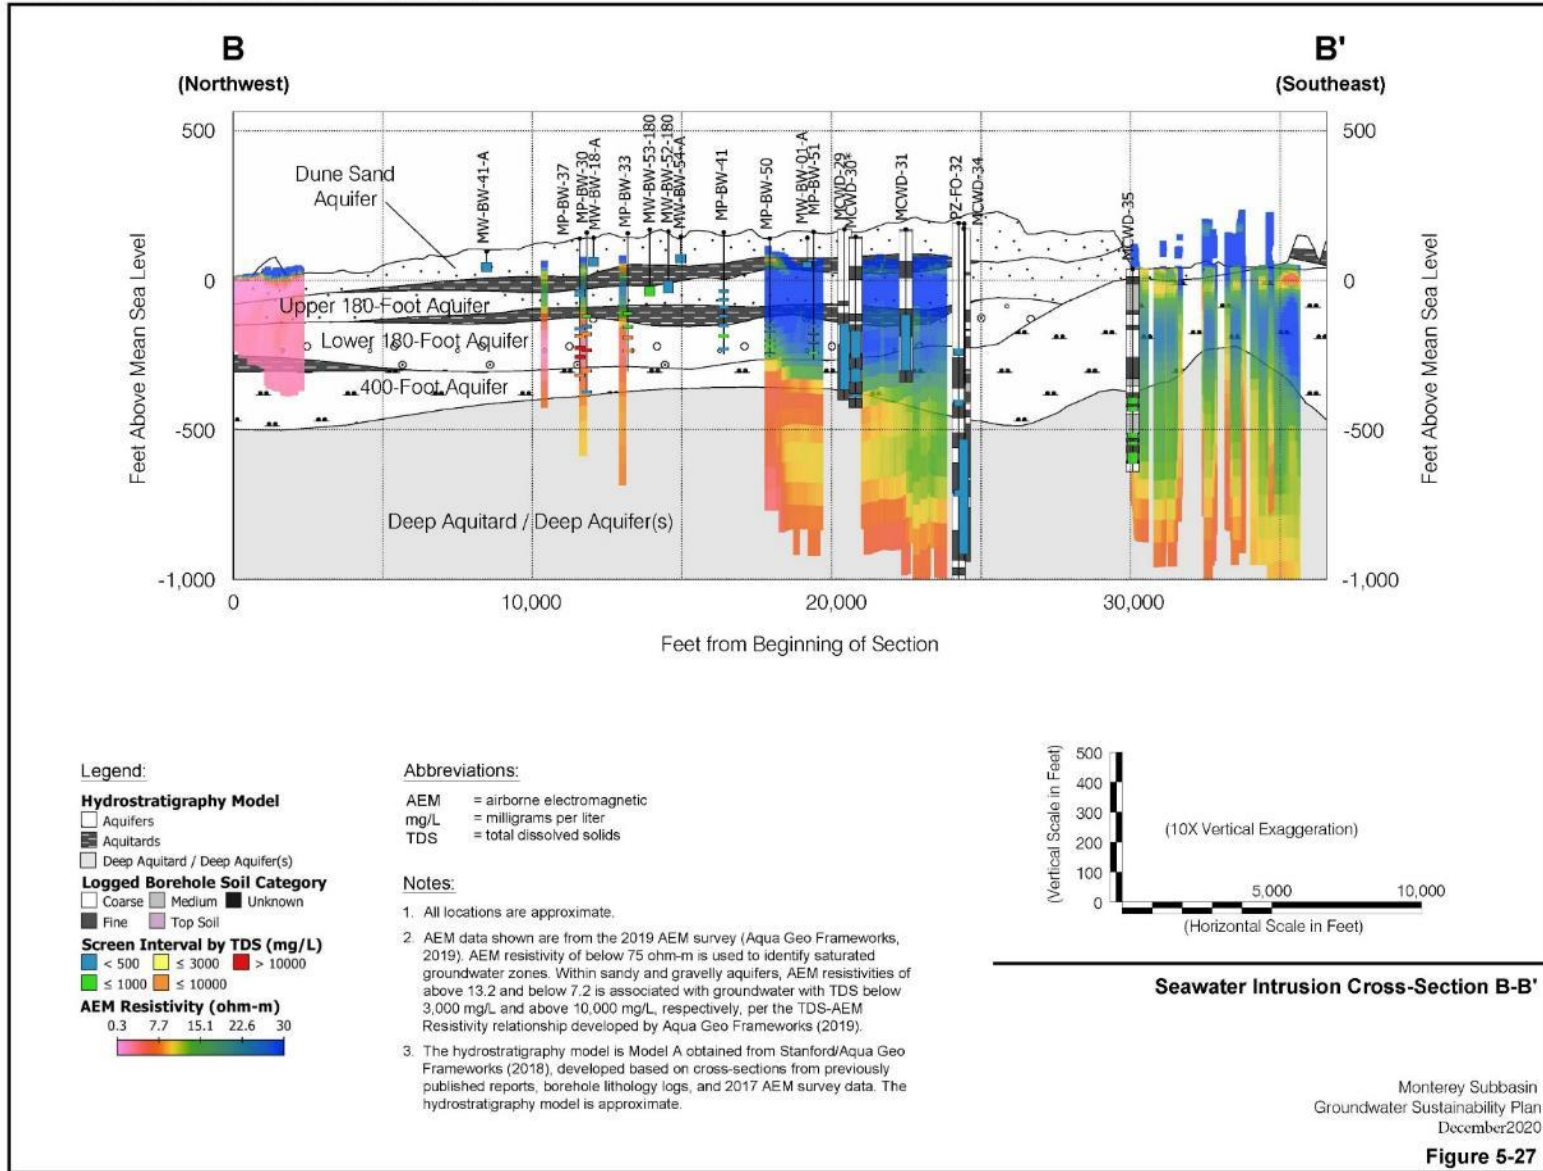 B
(Northwest)
B'
(Southeast)
500
500
0
0
-500
-500
-1,000
-1,000
Feet Above Mean Sea Level
Feet Above Mean Sea Level
Dune Sand
Aquifer
MW-BW-41-A
MP-BW-37
MP-BW-30
MW-BW-18-A
MP-BW-33
MW-BW-53-180
MW-BW-52-180
MW-BW-54-A
MP-BW-41
MP-BW-50
MW-BW-01-A
MP-BW-51
MCWD-29
MCWD-30*
MCWD-31
PZ-FO-32
MCWD-34
MCWD-35
Upper 180-Foot Aquifer
Lower 180-Foot Aquifer
400-Foot Aquifer
Deep Aquitard / Deep Aquifer(s)
0
10,000
20,000
30,000
Feet from Beginning of Section
Legend:
Hydrostratigraphy Model
Aquifers
Aquitards
Deep Aquitard / Deep Aquifer(s)
Logged Borehole Soil Category
Coarse Medium Unknown
Fine Top Soil
Screen Interval by TDS (mg/L)
< 500 ≤ 3000 > 10000
≤ 1000 ≤ 10000
AEM Resistivity (ohm-m)
0.3 7.7 15.1 22.6 30
Abbreviations:
AEM = airborne electromagnetic
mg/L = milligrams per liter
TDS = total dissolved solids
Notes:
1. All locations are approximate.
2. AEM data shown are from the 2019 AEM survey (Aqua Geo Frameworks,
2019). AEM resistivity of below 75 ohm-m is used to identify saturated
groundwater zones. Within sandy and gravelly aquifers, AEM resistivities of
above 13.2 and below 7.2 is associated with groundwater with TDS below
3,000 mg/L and above 10,000 mg/L, respectively, per the TDS-AEM
Resistivity relationship developed by Aqua Geo Frameworks (2019).
3. The hydrostratigraphy model is Model A obtained from Stanford/Aqua Geo
Frameworks (2018), developed based on cross-sections from previously
published reports, borehole lithology logs, and 2017 AEM survey data. The
hydrostratigraphy model is approximate.
(Vertical Scale in Feet)
500
400
300
200
100
0
(10X Vertical Exaggeration)
5,000
10,000
(Horizontal Scale in Feet)
Seawater Intrusion Cross-Section B-B'
Monterey Subbasin
Groundwater Sustainability Plan
December2020
Figure 5-27